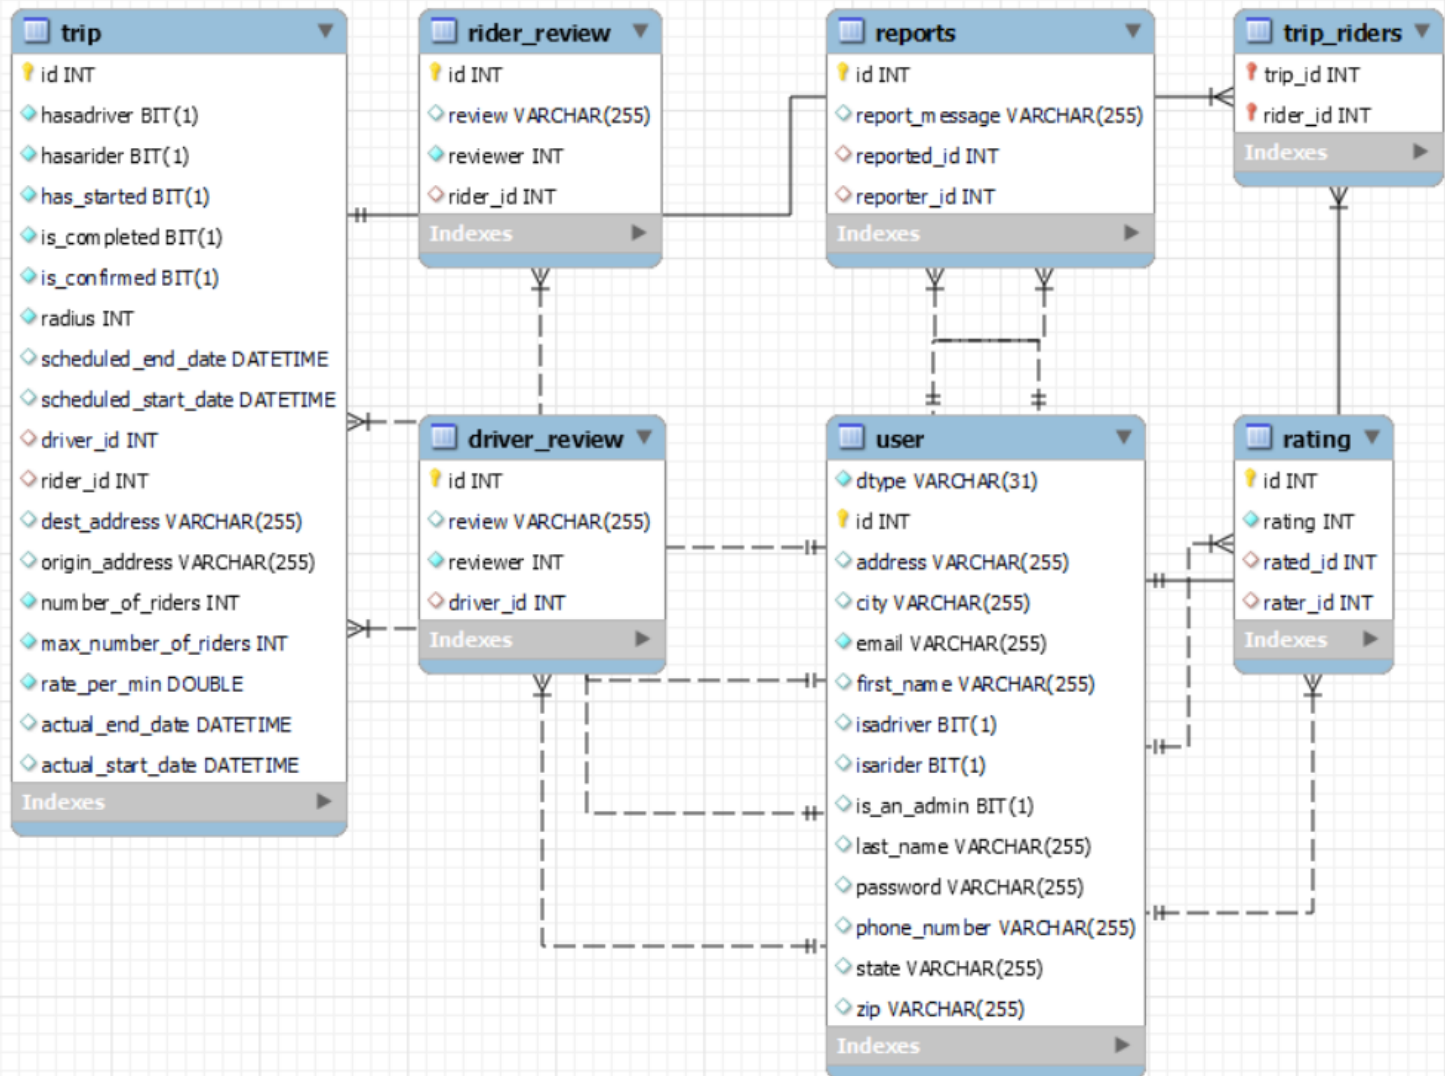 trip
id INT
hasadriver BIT(1)
hasarider BIT(1)
has_started BIT(1)
is_completed BIT(1)
is_confirmed BIT(1)
radius INT
scheduled_end_date DATETIME
scheduled_start_date DATETIME
driver_id INT
rider_id INT
dest_address VARCHAR(255)
origin_address VARCHAR(255)
number_of_riders INT
max_number_of_riders INT
rate_per_min DOUBLE
actual_end_date DATETIME
actual_start_date DATETIME
Indexes
rider_review
id INT
review VARCHAR(255)
reviewer INT
rider_id INT
Indexes
reports
id INT
report_message VARCHAR(255)
reported_id INT
reporter_id INT
Indexes
trip_riders
trip_id INT
rider_id INT
Indexes
driver_review
id INT
review VARCHAR(255)
reviewer INT
driver_id INT
Indexes
user
dtype VARCHAR(31)
id INT
address VARCHAR(255)
city VARCHAR(255)
email VARCHAR(255)
first_name VARCHAR(255)
isadriver BIT(1)
isarider BIT(1)
is_an_admin BIT(1)
last_name VARCHAR(255)
password VARCHAR(255)
phone_number VARCHAR(255)
state VARCHAR(255)
zip VARCHAR(255)
Indexes
rating
id INT
rating INT
rated_id INT
rater_id INT
Indexes